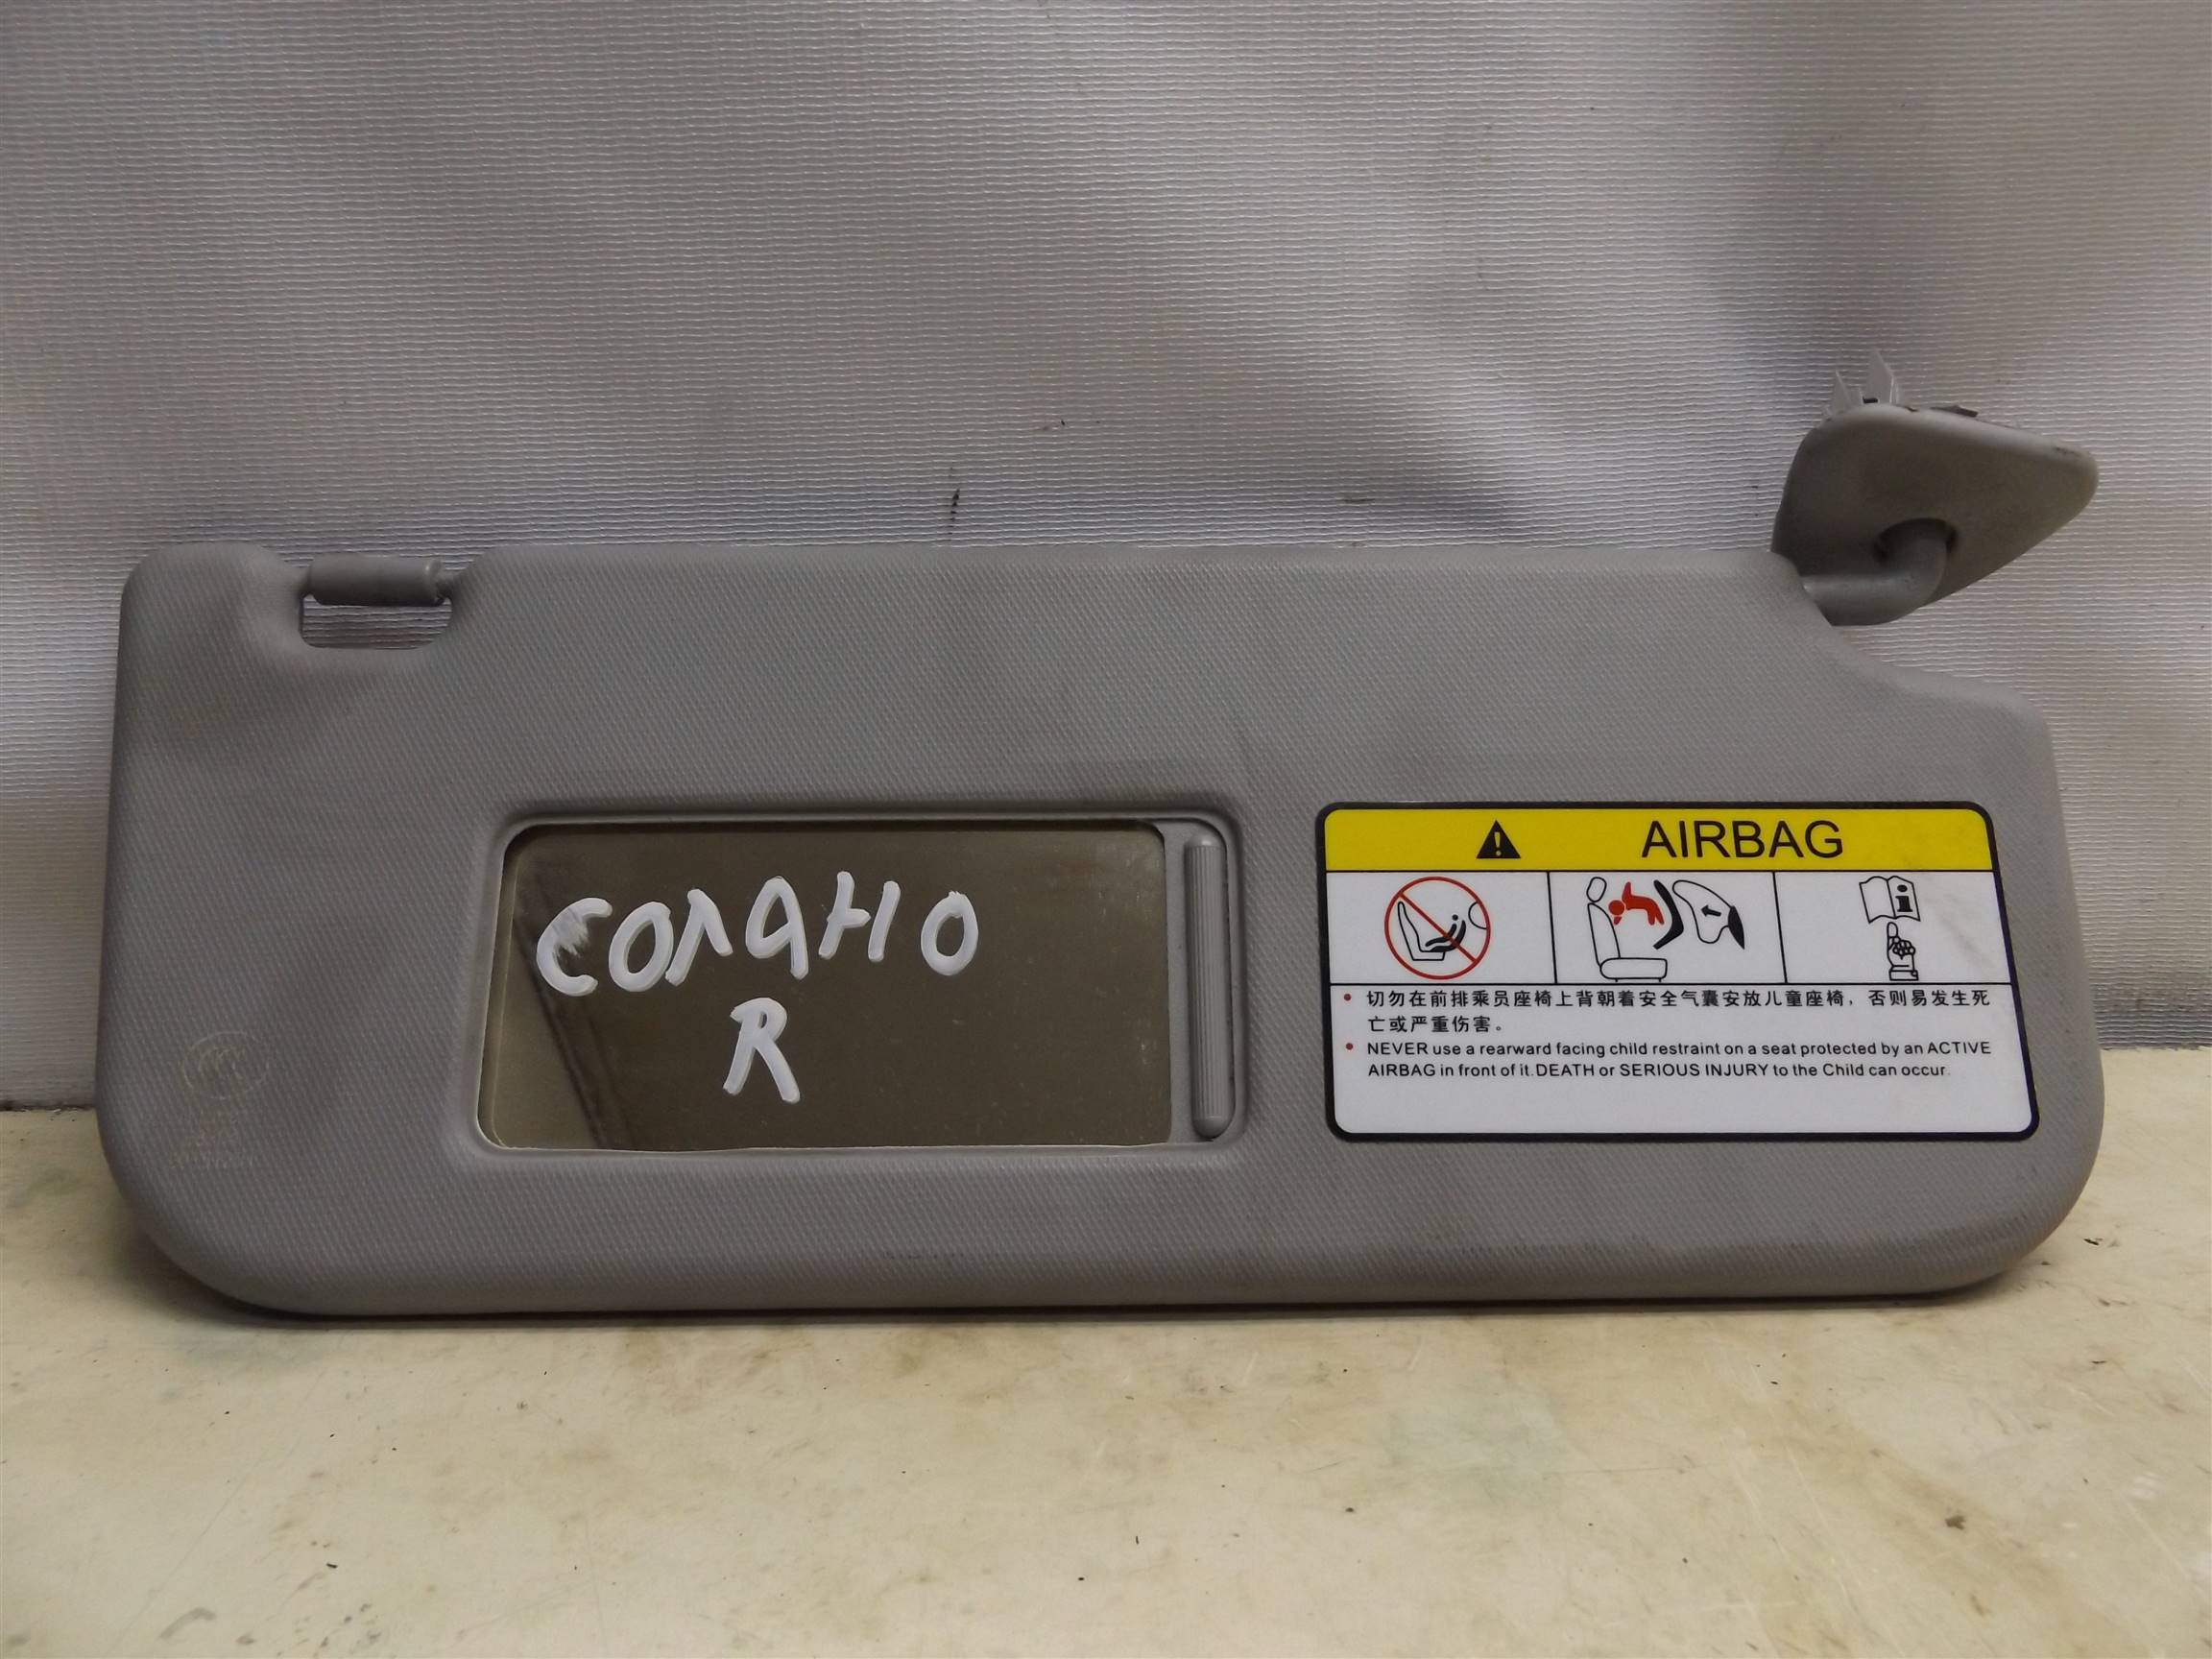 СОЛАНО
R
AIRBAG
• 切勿在前排乘员座椅上背朝着安全气囊安放儿童座椅，否则易发生死
亡或严重伤害。
• NEVER use a rearward facing child restraint on a seat protected by an ACTIVE
AIRBAG in front of it.DEATH or SERIOUS INJURY to the Child can occur.